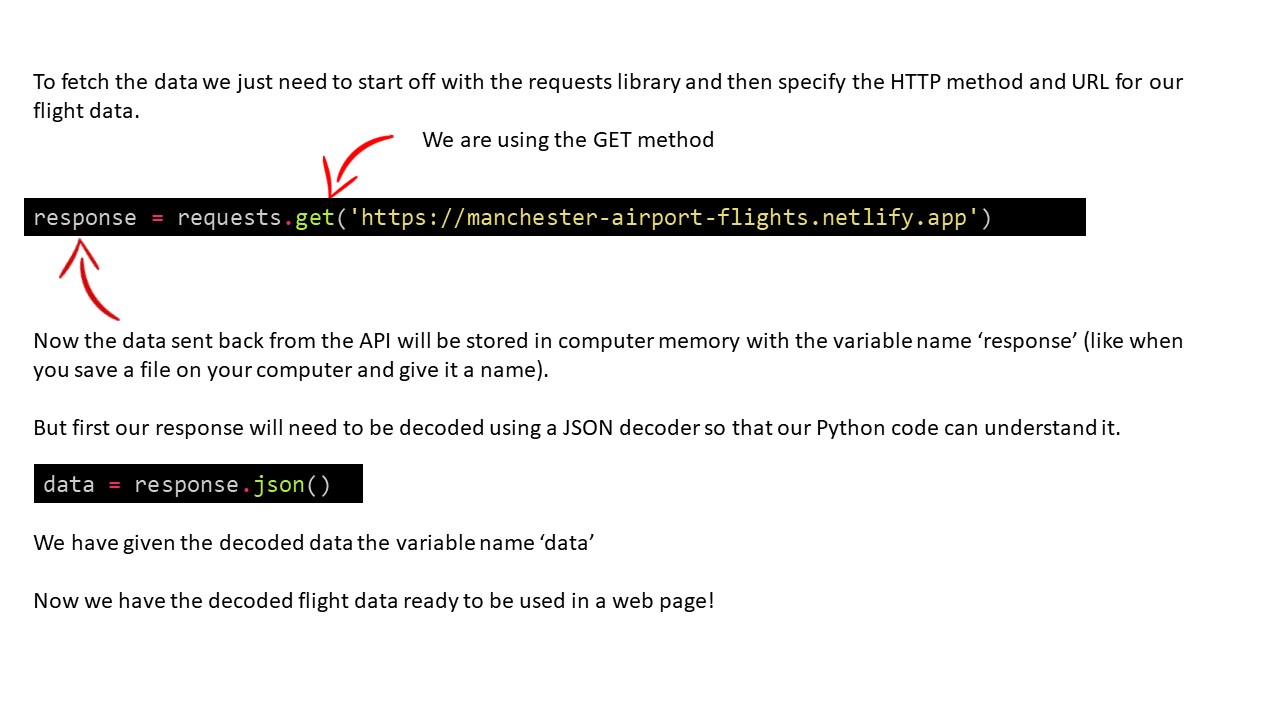 To fetch the data we just need to start off with the requests library and then specify the HTTP method and URL for our
flight data.
We are using the GET method
response = requests.get('https://manchester-airport-flights.netlify.app')
Now the data sent back from the API will be stored in computer memory with the variable name ‘response’ (like when
you save a file on your computer and give it a name).
But first our response will need to be decoded using a JSON decoder so that our Python code can understand it.
data = response.json()
We have given the decoded data the variable name ‘data’
Now we have the decoded flight data ready to be used in a web page!